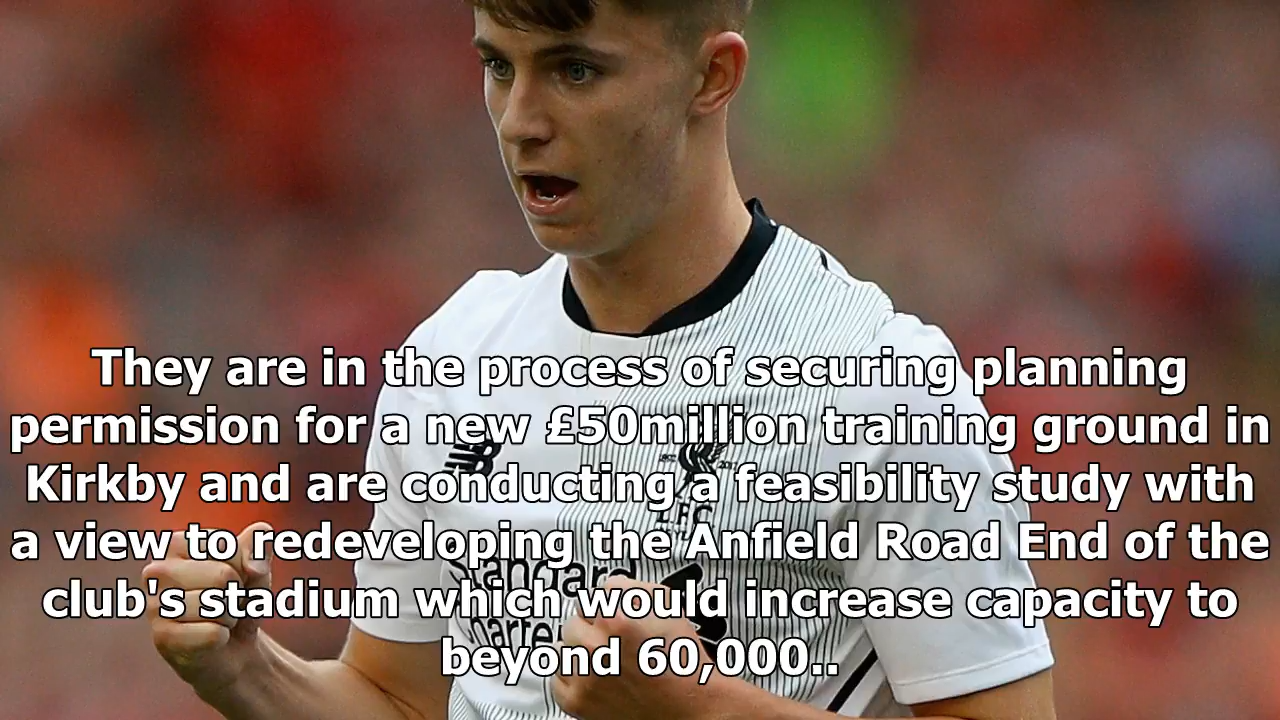 They are in the process of securing planning
permission for a new £50million training ground in
Kirkby and are conducting a feasibility study with
a view to redeveloping the Anfield Road End of the
club's stadium which would increase capacity to
beyond 60,000..
Standard